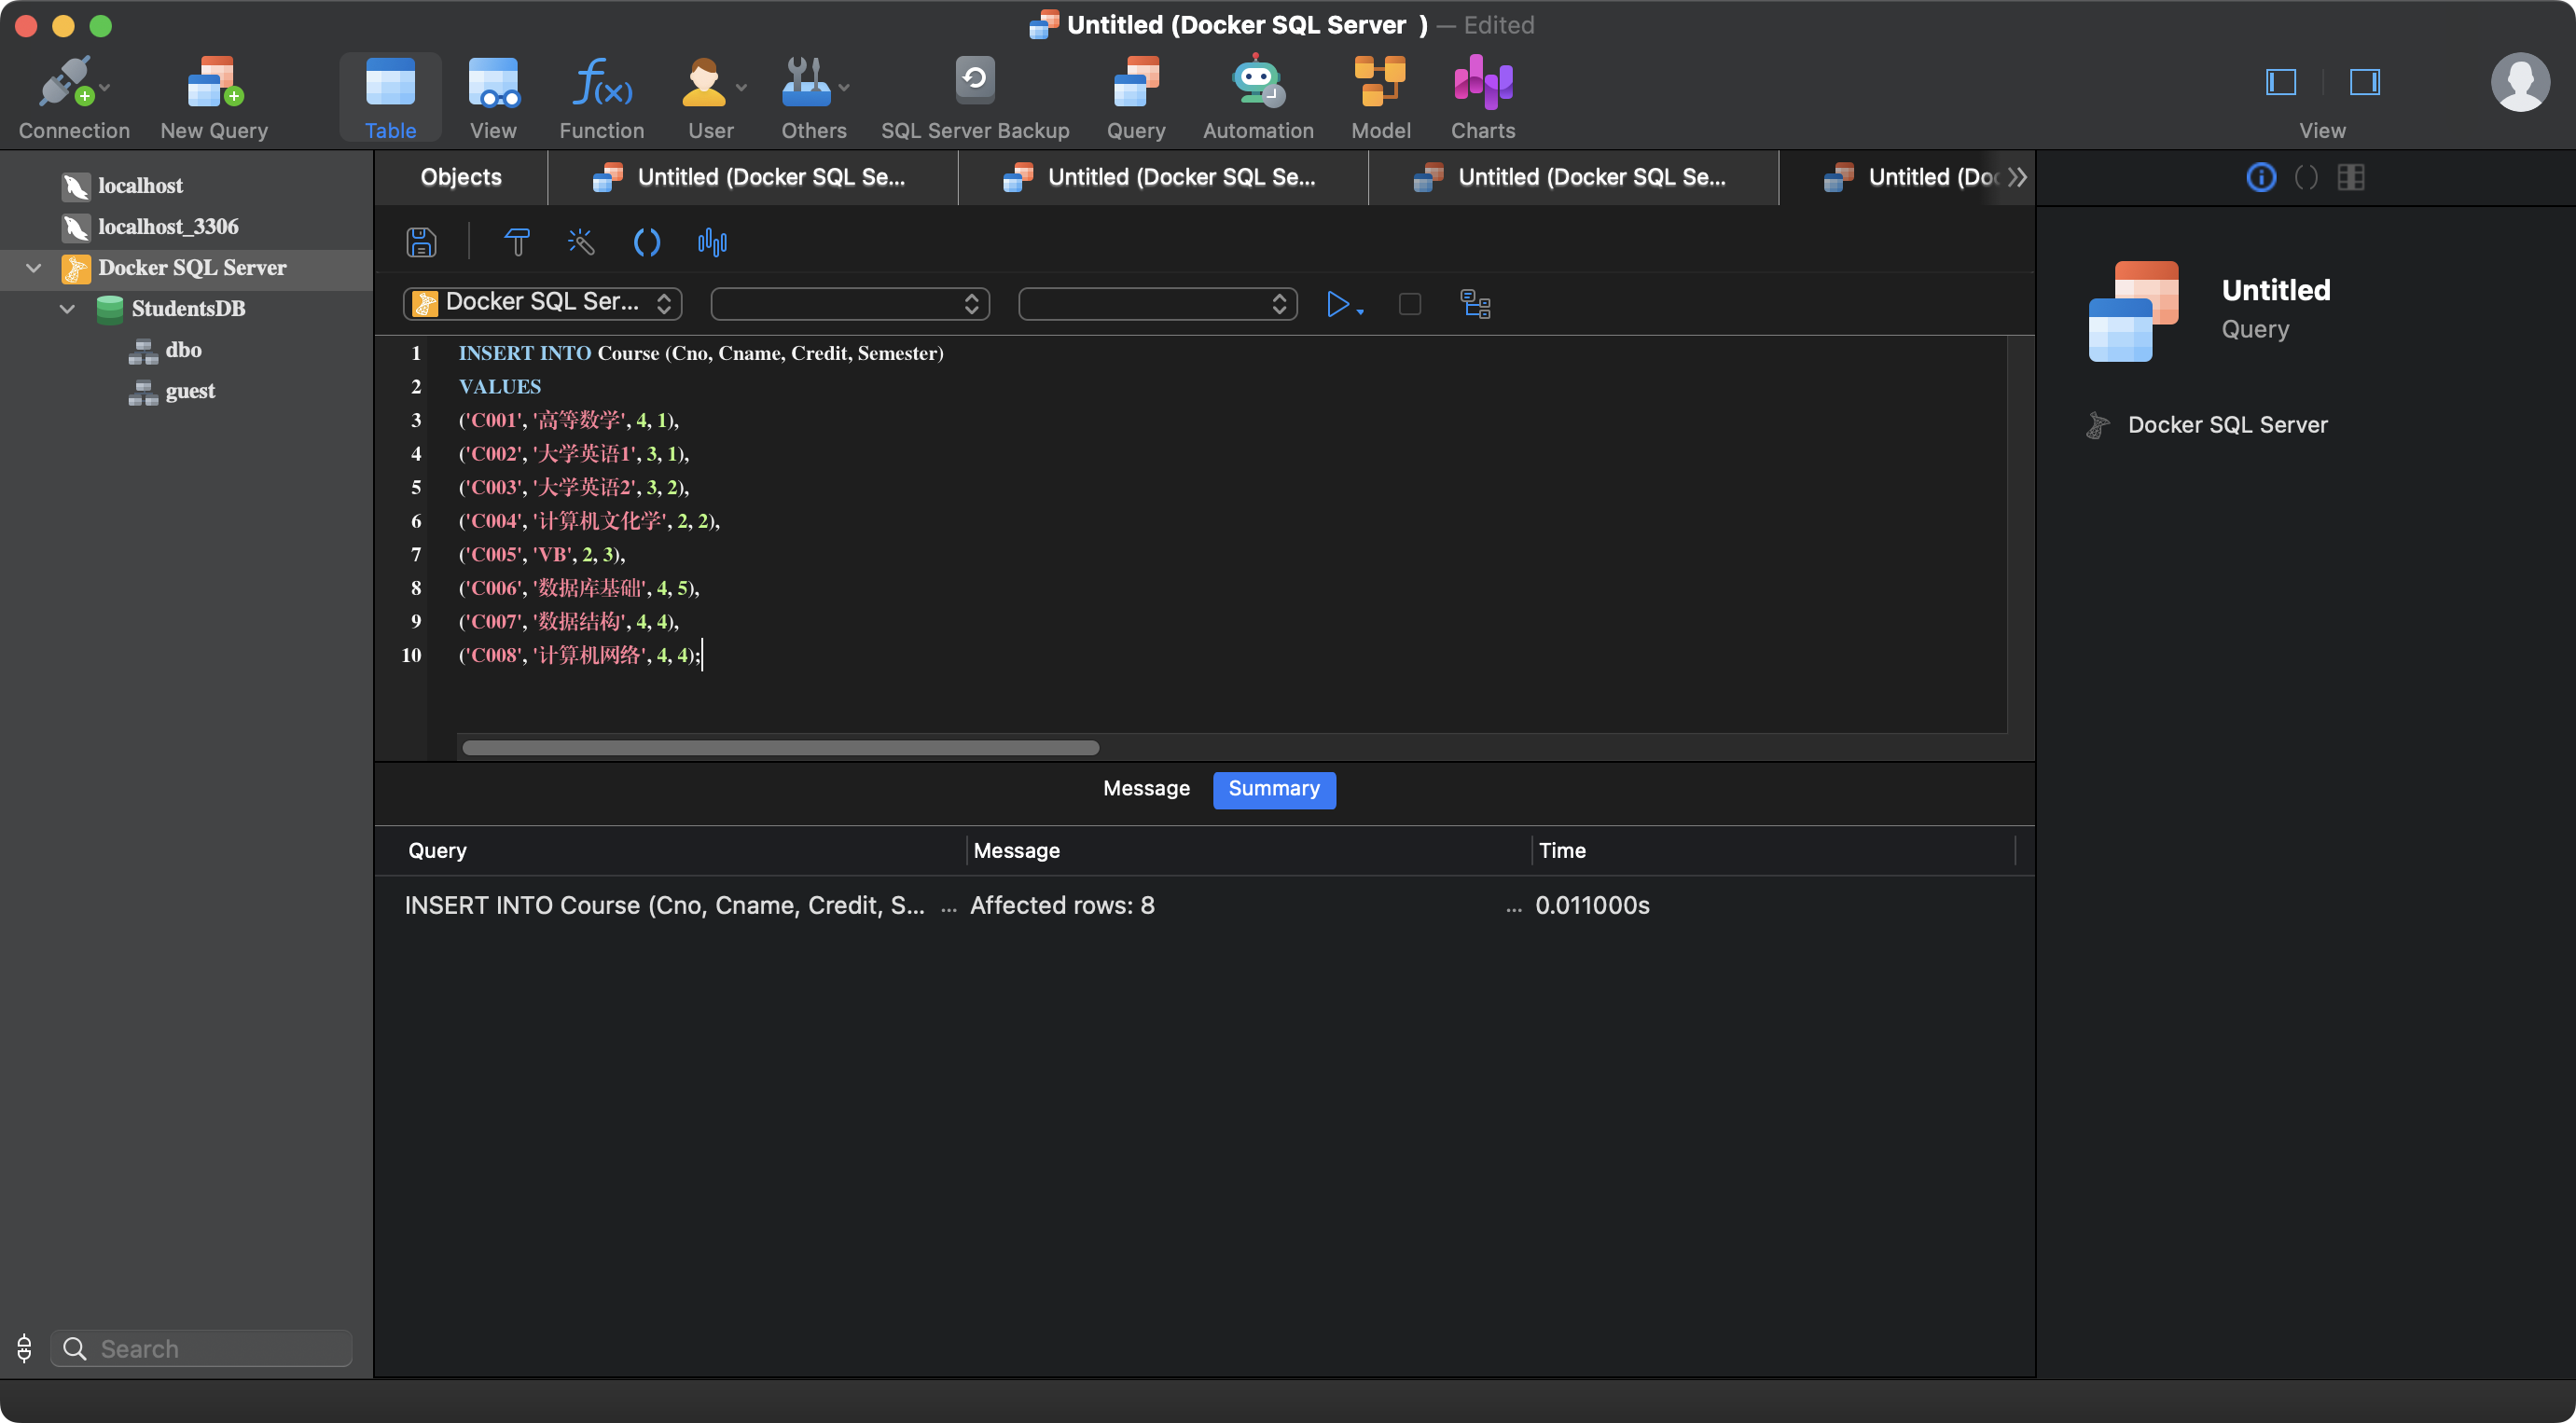 Untitled (Docker SQL Server ) — Edited
Connection
New Query
Table
View
Function
User
Others
SQL Server Backup
Query
Automation
Model
Charts
View
localhost
localhost_3306
Docker SQL Server
StudentsDB
dbo
guest
Search
Objects
Untitled (Docker SQL Se...
Untitled (Docker SQL Se...
Untitled (Docker SQL Se...
Untitled (Doc
Docker SQL Ser...
1 INSERT INTO Course (Cno, Cname, Credit, Semester)
2 VALUES
3 ('C001', '高等数学', 4, 1),
4 ('C002', '大学英语1', 3, 1),
5 ('C003', '大学英语2', 3, 2),
6 ('C004', '计算机文化学', 2, 2),
7 ('C005', 'VB', 2, 3),
8 ('C006', '数据库基础', 4, 5),
9 ('C007', '数据结构', 4, 4),
10 ('C008', '计算机网络', 4, 4);
Message Summary
Query Message Time
INSERT INTO Course (Cno, Cname, Credit, S... ... Affected rows: 8 ... 0.011000s
Untitled
Query
Docker SQL Server